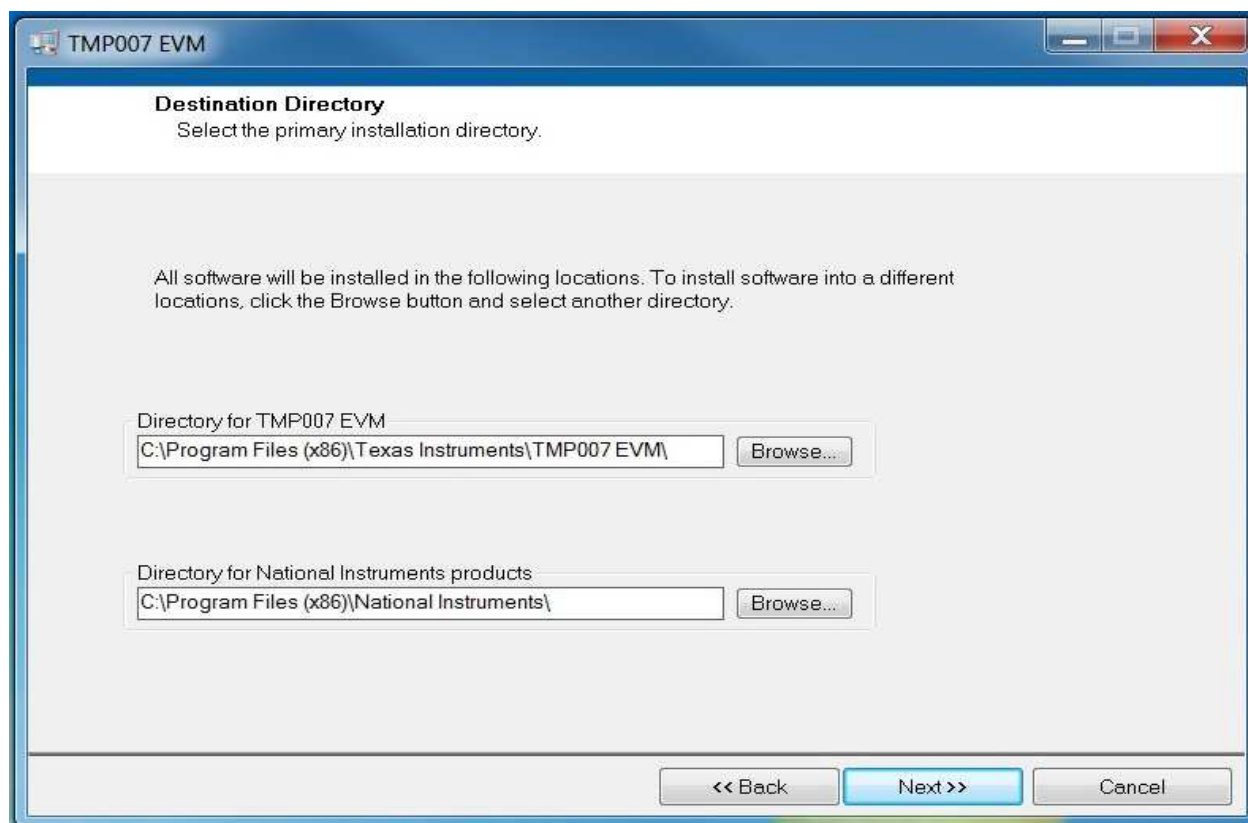 TMP007 EVM
Destination Directory
Select the primary installation directory.
All software will be installed in the following locations. To install software into a different
locations, click the Browse button and select another directory.
Directory for TMP007 EVM
C:\Program Files (x86)\Texas Instruments\TMP007 EVM\
Browse...
Directory for National Instruments products
C:\Program Files (x86)\National Instruments\
Browse...
<< Back
Next >>
Cancel